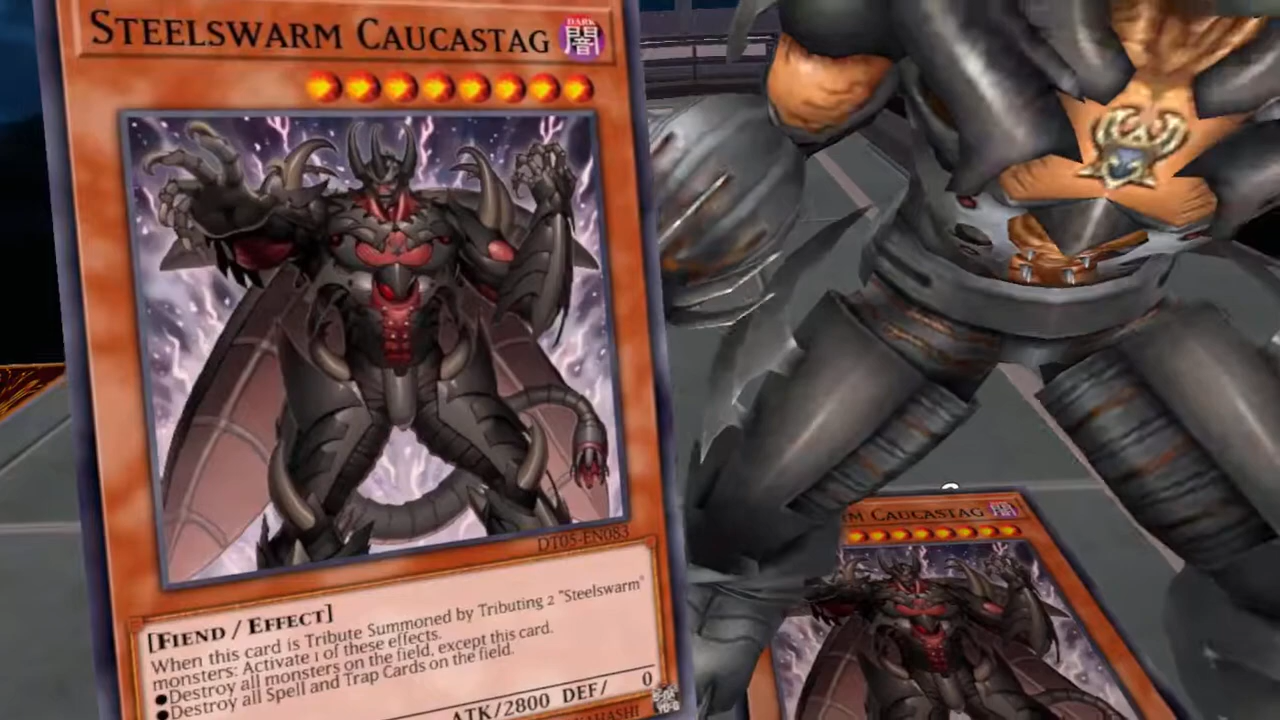 STEELSWARM CAUCASTAG
DARK
闇
DT05-EN083
[FIEND / EFFECT]
When this card is Tribute Summoned by Tributing 2 "Steelswarm"
monsters: Activate 1 of these effects.
●Destroy all monsters on the field, except this card.
●Destroy all Spell and Trap Cards on the field.
ATK/2800 DEF/ 0
CAUCASTAG
闇